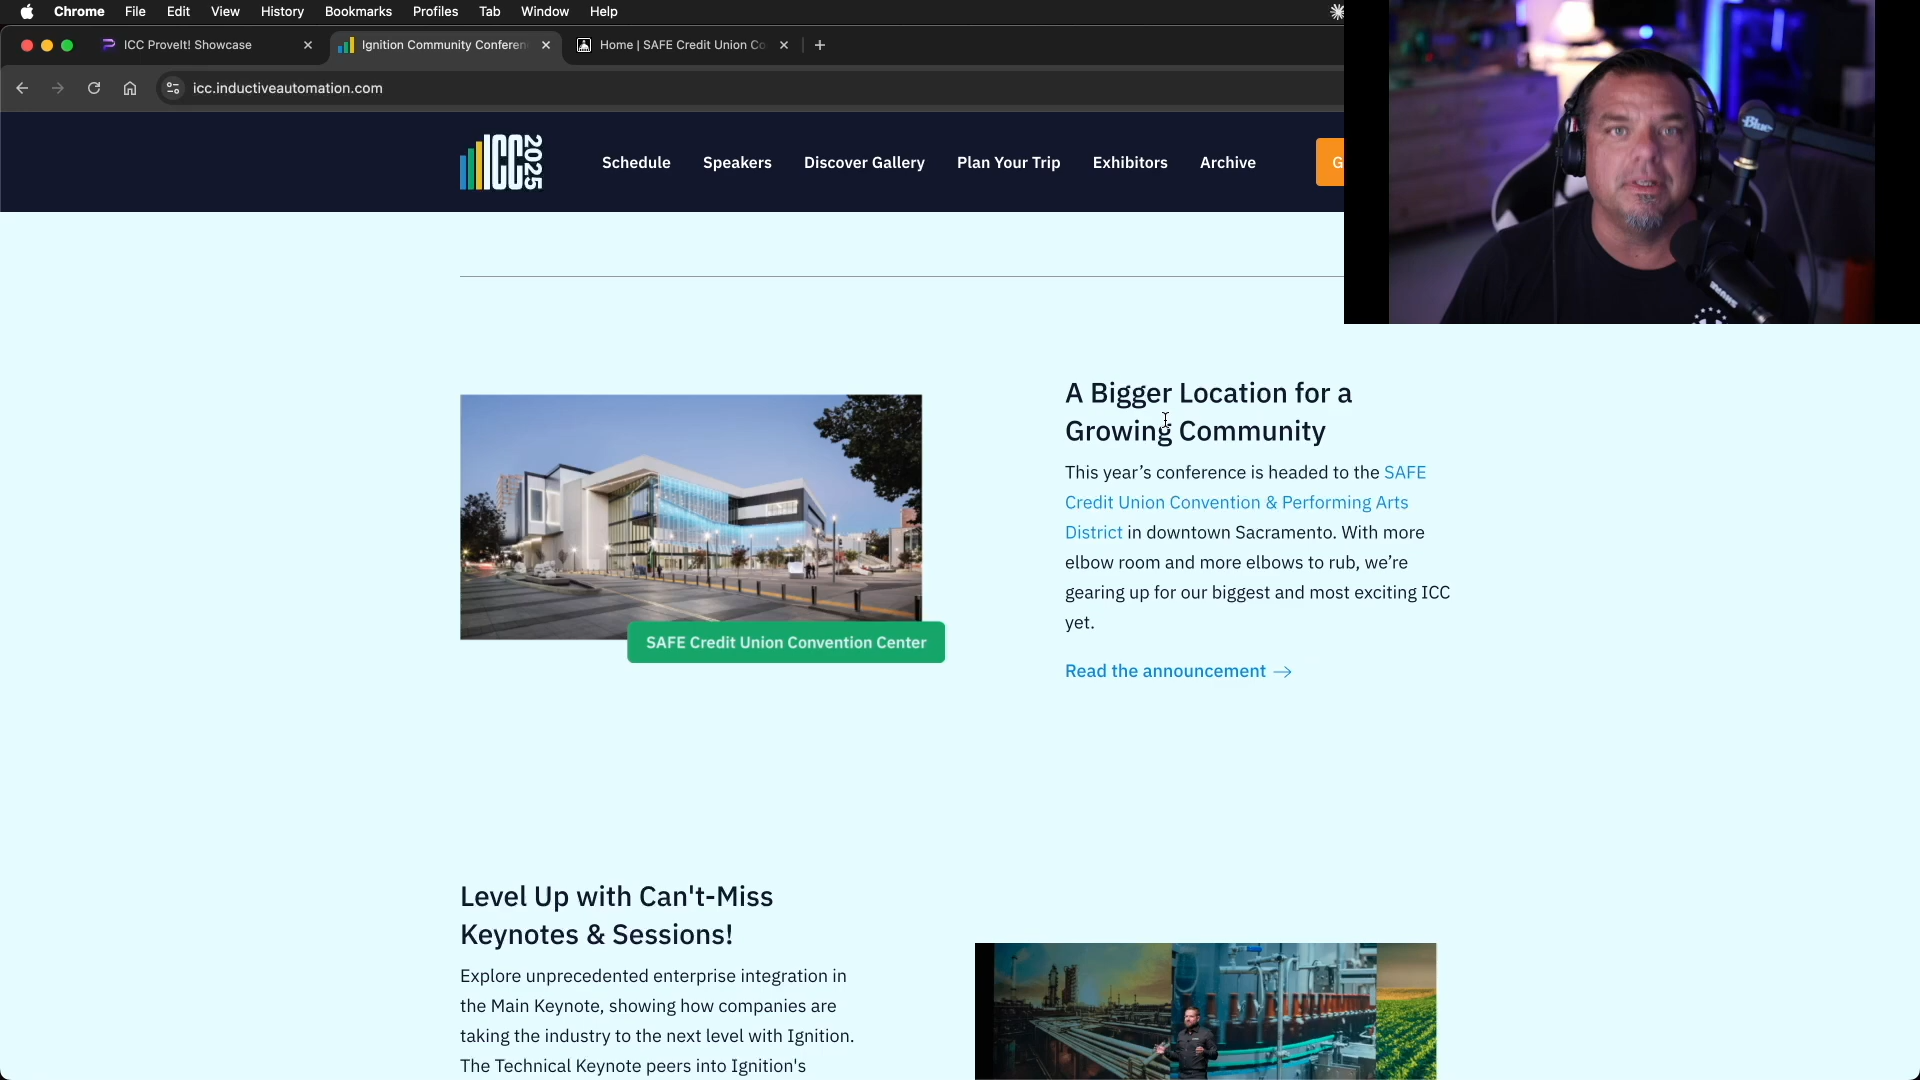 Chrome File Edit View History Bookmarks Profiles Tab Window Help
ICC ProveIt! Showcase
Ignition Community Conferen
Home | SAFE Credit Union Co
icc.inductiveautomation.com
ICC 2025
Schedule Speakers Discover Gallery Plan Your Trip Exhibitors Archive G
Blue
A Bigger Location for a
Growing Community
This year’s conference is headed to the SAFE
Credit Union Convention & Performing Arts
District in downtown Sacramento. With more
elbow room and more elbows to rub, we’re
gearing up for our biggest and most exciting ICC
yet.
SAFE Credit Union Convention Center
Read the announcement →
Level Up with Can't-Miss
Keynotes & Sessions!
Explore unprecedented enterprise integration in
the Main Keynote, showing how companies are
taking the industry to the next level with Ignition.
The Technical Keynote peers into Ignition's